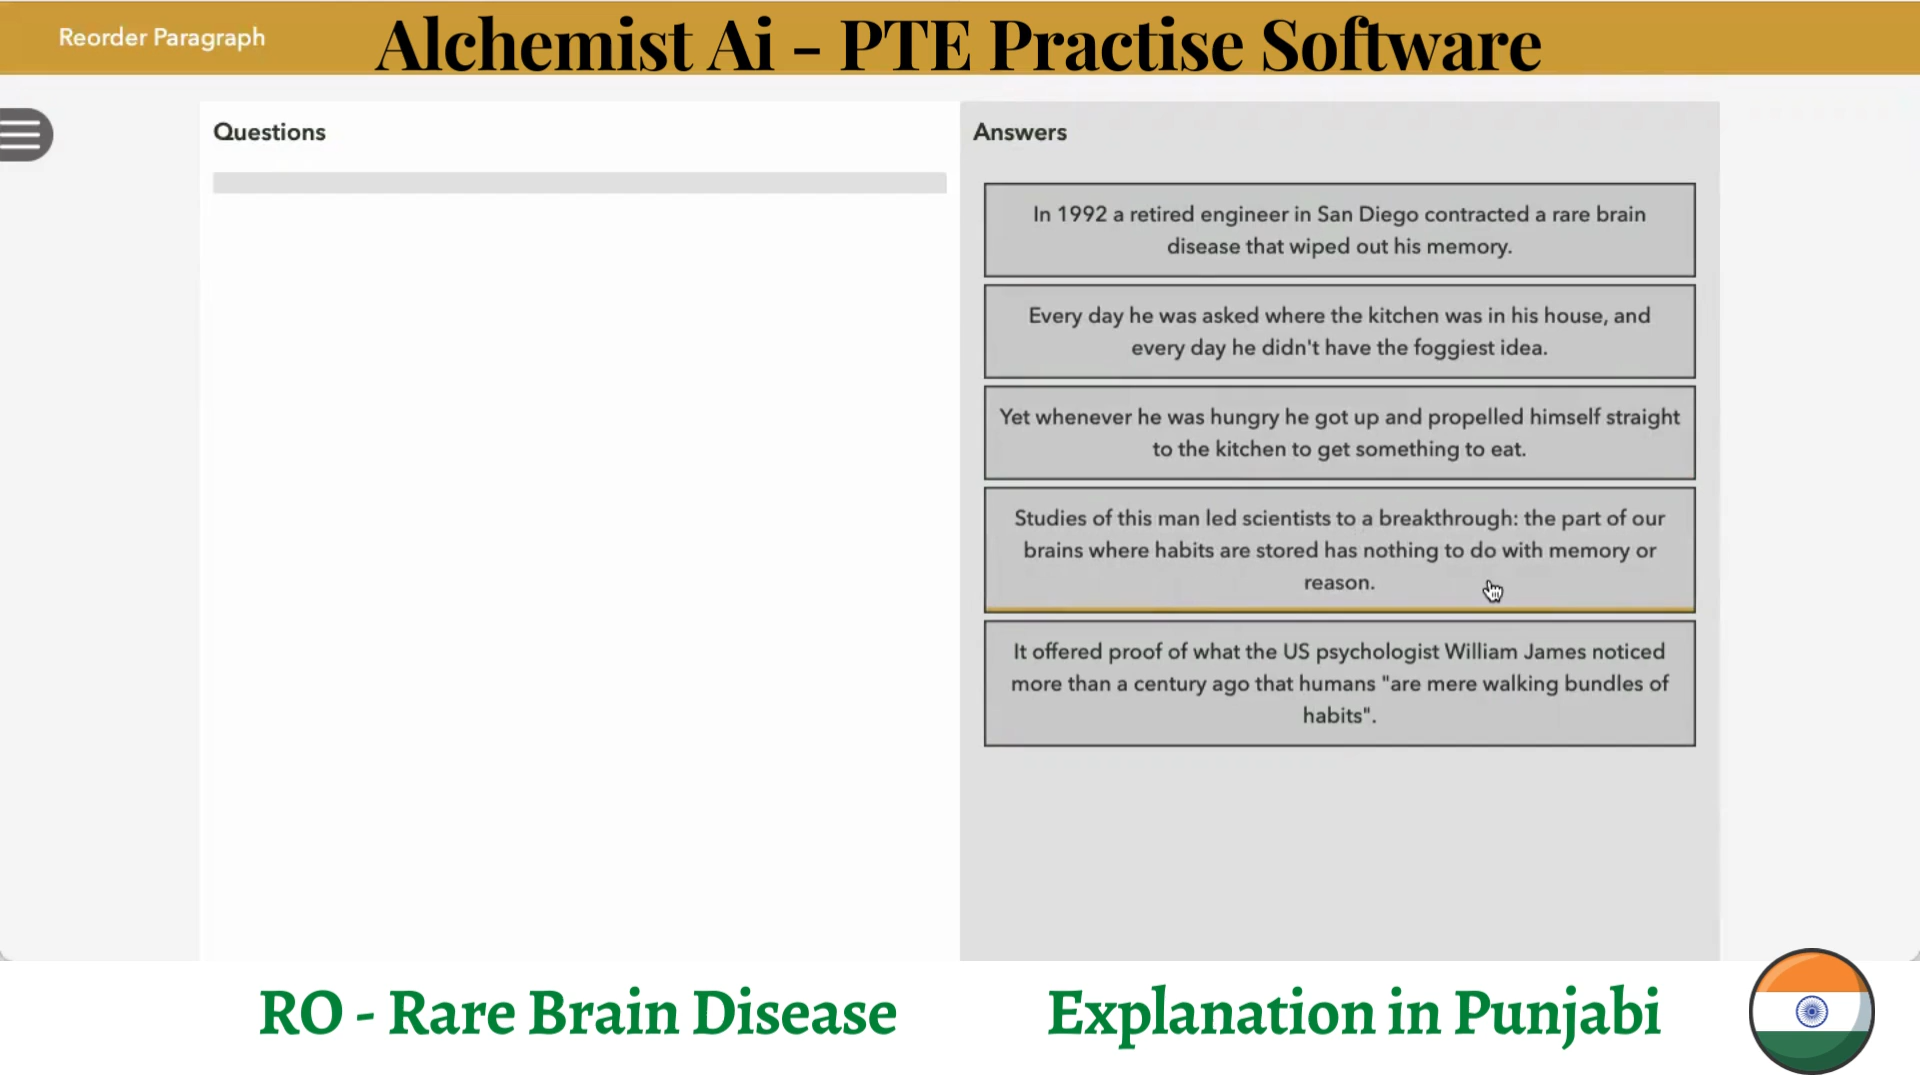 Reorder Paragraph
Alchemist Ai - PTE Practise Software
Questions
Answers
In 1992 a retired engineer in San Diego contracted a rare brain
disease that wiped out his memory.
Every day he was asked where the kitchen was in his house, and
every day he didn't have the foggiest idea.
Yet whenever he was hungry he got up and propelled himself straight
to the kitchen to get something to eat.
Studies of this man led scientists to a breakthrough: the part of our
brains where habits are stored has nothing to do with memory or
reason.
It offered proof of what the US psychologist William James noticed
more than a century ago that humans "are mere walking bundles of
habits".
RO - Rare Brain Disease
Explanation in Punjabi